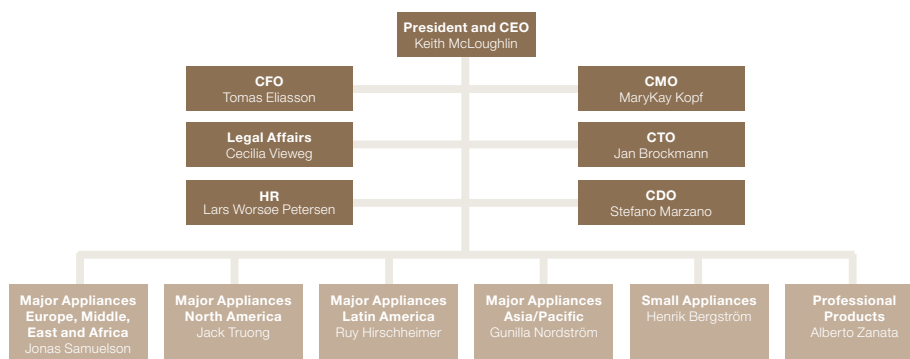 President and CEO
Keith McLoughlin
CFO
Tomas Eliasson
CMO
MaryKay Kopf
Legal Affairs
Cecilia Vieweg
CTO
Jan Brockmann
HR
Lars Worsøe Petersen
CDO
Stefano Marzano
Major Appliances
Europe, Middle,
East and Africa
Jonas Samuelson
Major Appliances
North America
Jack Truong
Major Appliances
Latin America
Ruy Hirschheimer
Major Appliances
Asia/Pacific
Gunilla Nordström
Small Appliances
Henrik Bergström
Professional
Products
Alberto Zanata